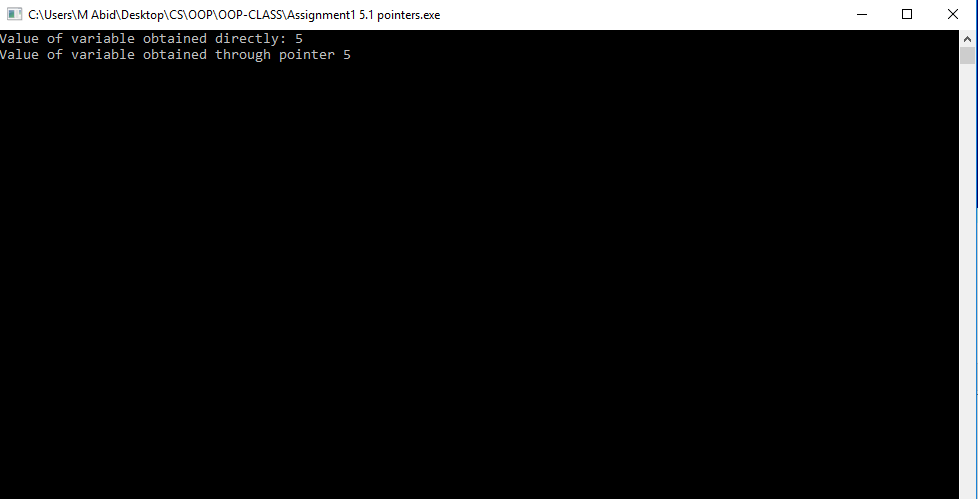 C:\Users\M Abid\Desktop\CS\OOP\OOP-CLASS\Assignment1 5.1 pointers.exe
Value of variable obtained directly: 5
Value of variable obtained through pointer 5